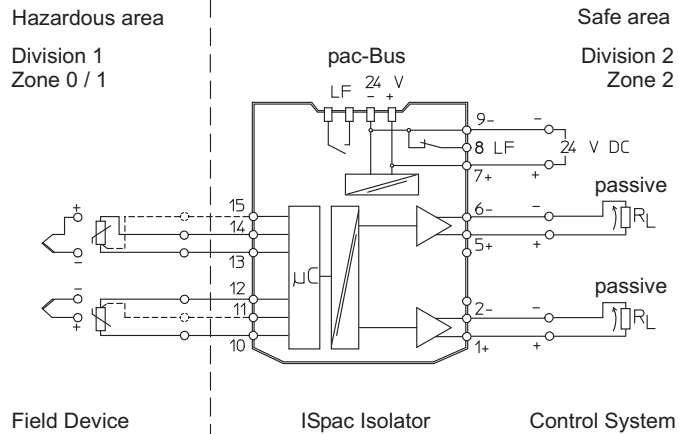 Hazardous area
Safe area
Division 1
Zone 0 / 1
pac-Bus
Division 2
Zone 2
LF
24 V
- +
9-
-
8 LF
24 V DC
7+
+
passive
15
6-
-
RL
14
5+
+
13
+
-
µC
12
passive
11
2-
-
RL
10
1+
+
-
+
Field Device
ISpac Isolator
Control System